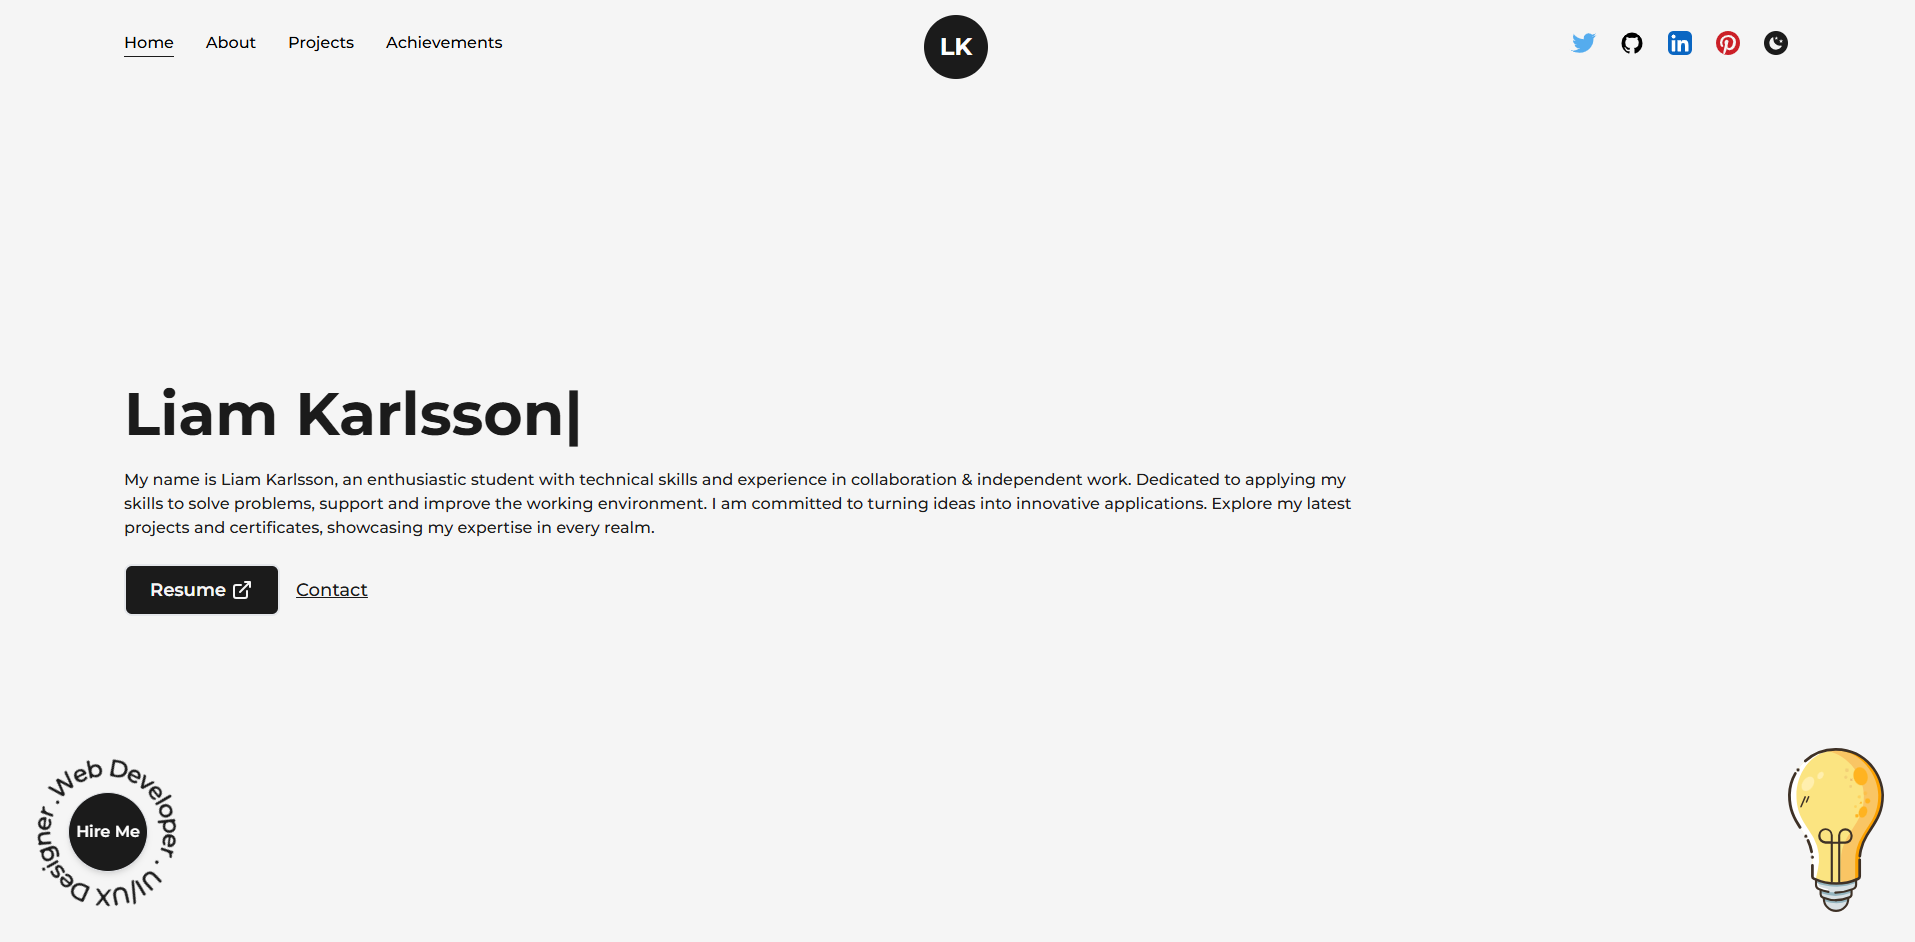 Home About Projects Achievements
LK
Liam Karlsson|
My name is Liam Karlsson, an enthusiastic student with technical skills and experience in collaboration & independent work. Dedicated to applying my
skills to solve problems, support and improve the working environment. I am committed to turning ideas into innovative applications. Explore my latest
projects and certificates, showcasing my expertise in every realm.
Resume Contact
Web Developer . UI/UX Designer .
Hire Me